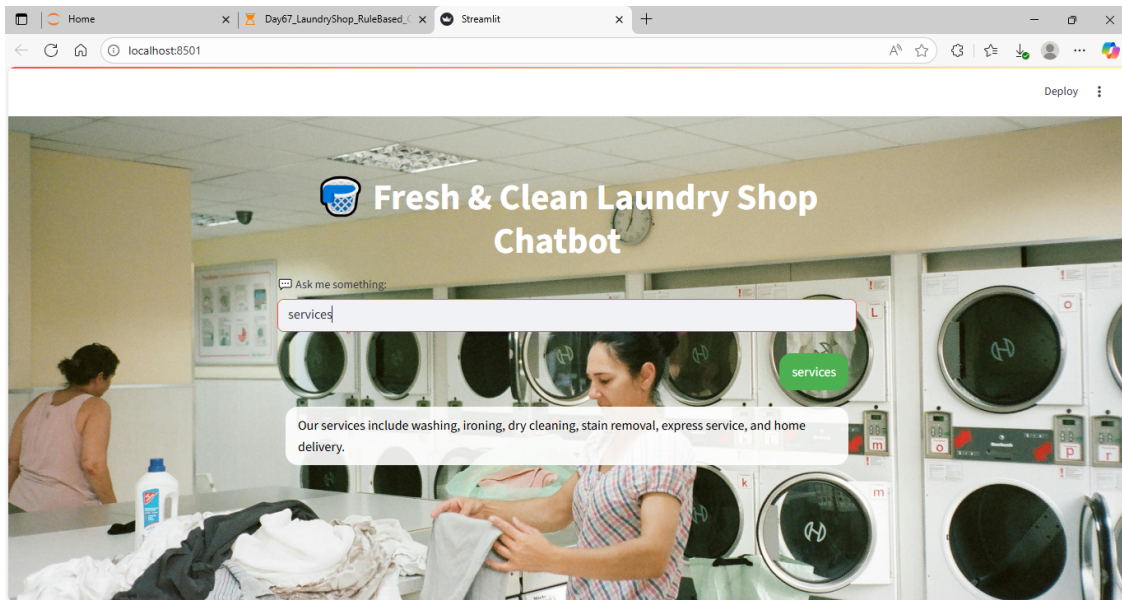 Home
Day67_LaundryShop_RuleBased_C
Streamlit
localhost:8501
Deploy
Fresh & Clean Laundry Shop
Chatbot
Ask me something:
services
L
o
services
Our services include washing, ironing, dry cleaning, stain removal, express service, and home
delivery.
m
o
p
r
k
m